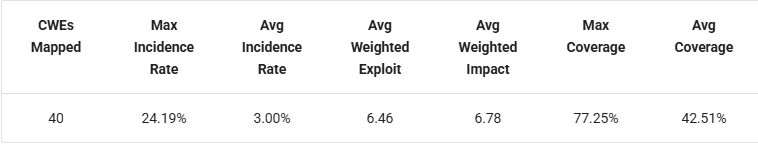 CWEs Mapped Max Incidence Rate Avg Incidence Rate Avg Weighted Exploit Avg Weighted Impact Max Coverage Avg Coverage
40 24.19% 3.00% 6.46 6.78 77.25% 42.51%